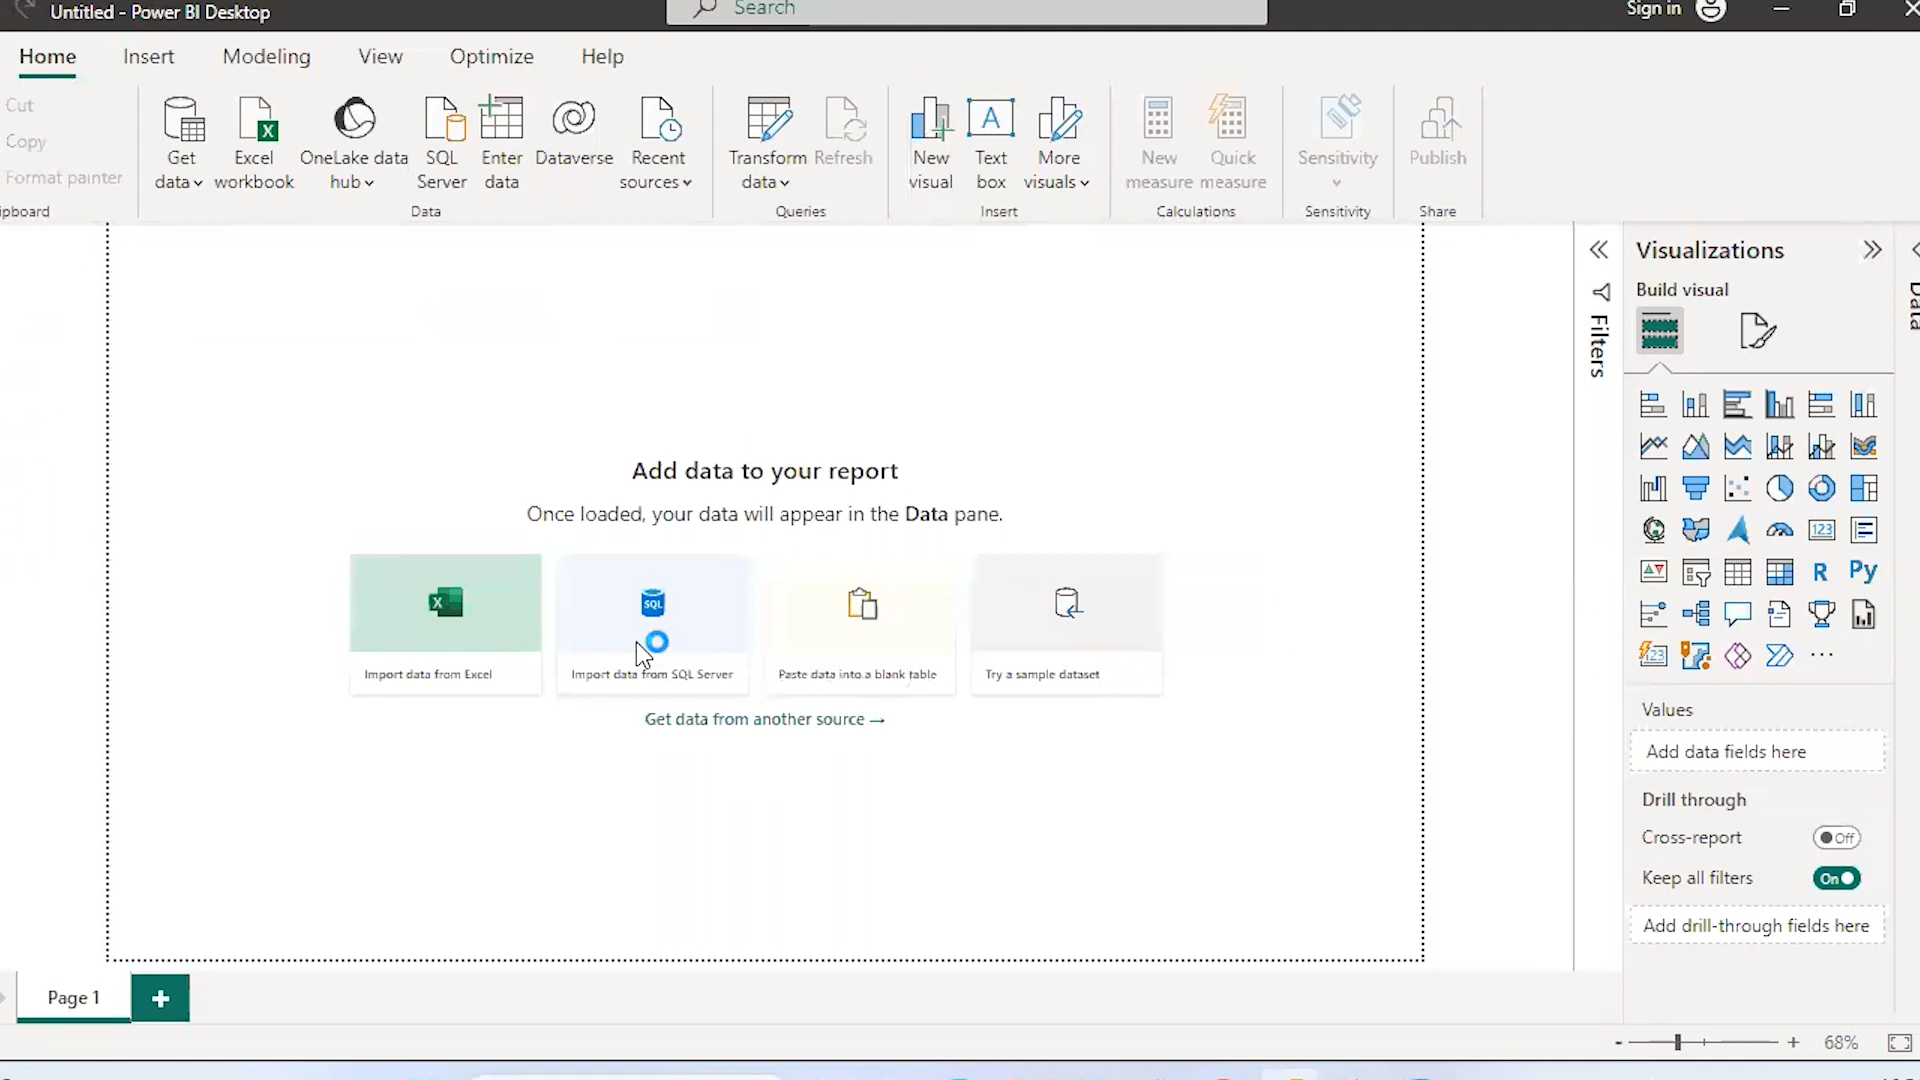 Untitled - Power BI Desktop
Search
Sign in
Home
Insert
Modeling
View
Optimize
Help
Cut
Copy
Format painter
ipboard
Get data
Excel workbook
OneLake data hub
SQL Server
Enter data
Dataverse
Recent sources
Data
Transform data
Refresh
Queries
New visual
Text box
More visuals
Insert
New measure
Quick measure
Calculations
Sensitivity
Sensitivity
Publish
Share
Add data to your report
Once loaded, your data will appear in the Data pane.
SQL
Import data from Excel
Import data from SQL Server
Paste data into a blank table
Try a sample dataset
Get data from another source →
Filters
Visualizations
Data
Build visual
123
R
Py
123
Values
Add data fields here
Drill through
Cross-report
Off
Keep all filters
On
Add drill-through fields here
Page 1
68%